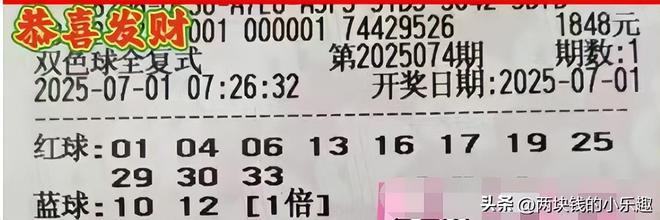 恭喜发财
001 000001 74429526 1848元
双色球全复式 第2025074期 期数:1
2025-07-01 07:26:32 开奖日期:2025-07-01
红球:01 04 06 13 16 17 19 25
29 30 33
蓝球:10 12 [1倍]
头条 @两块钱的小乐趣